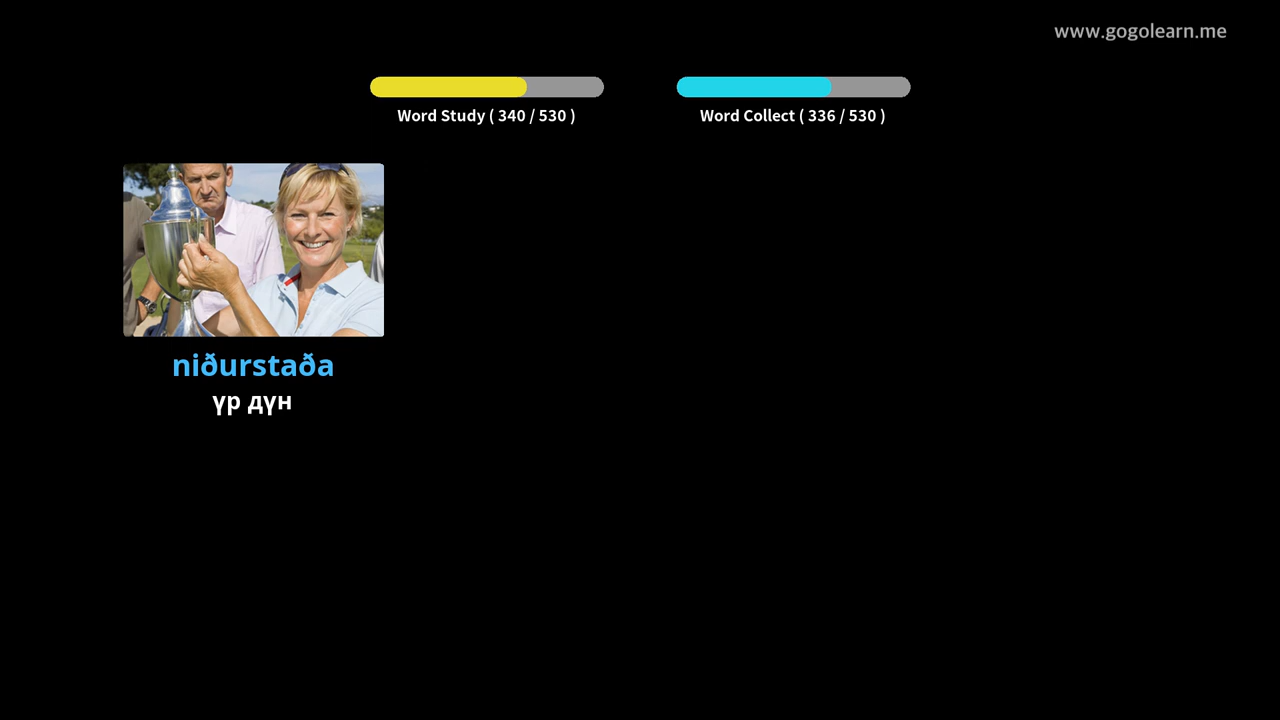 www.gogolearn.me
Word Study ( 340 / 530 )
Word Collect ( 336 / 530 )
niðurstaða
үр дүн